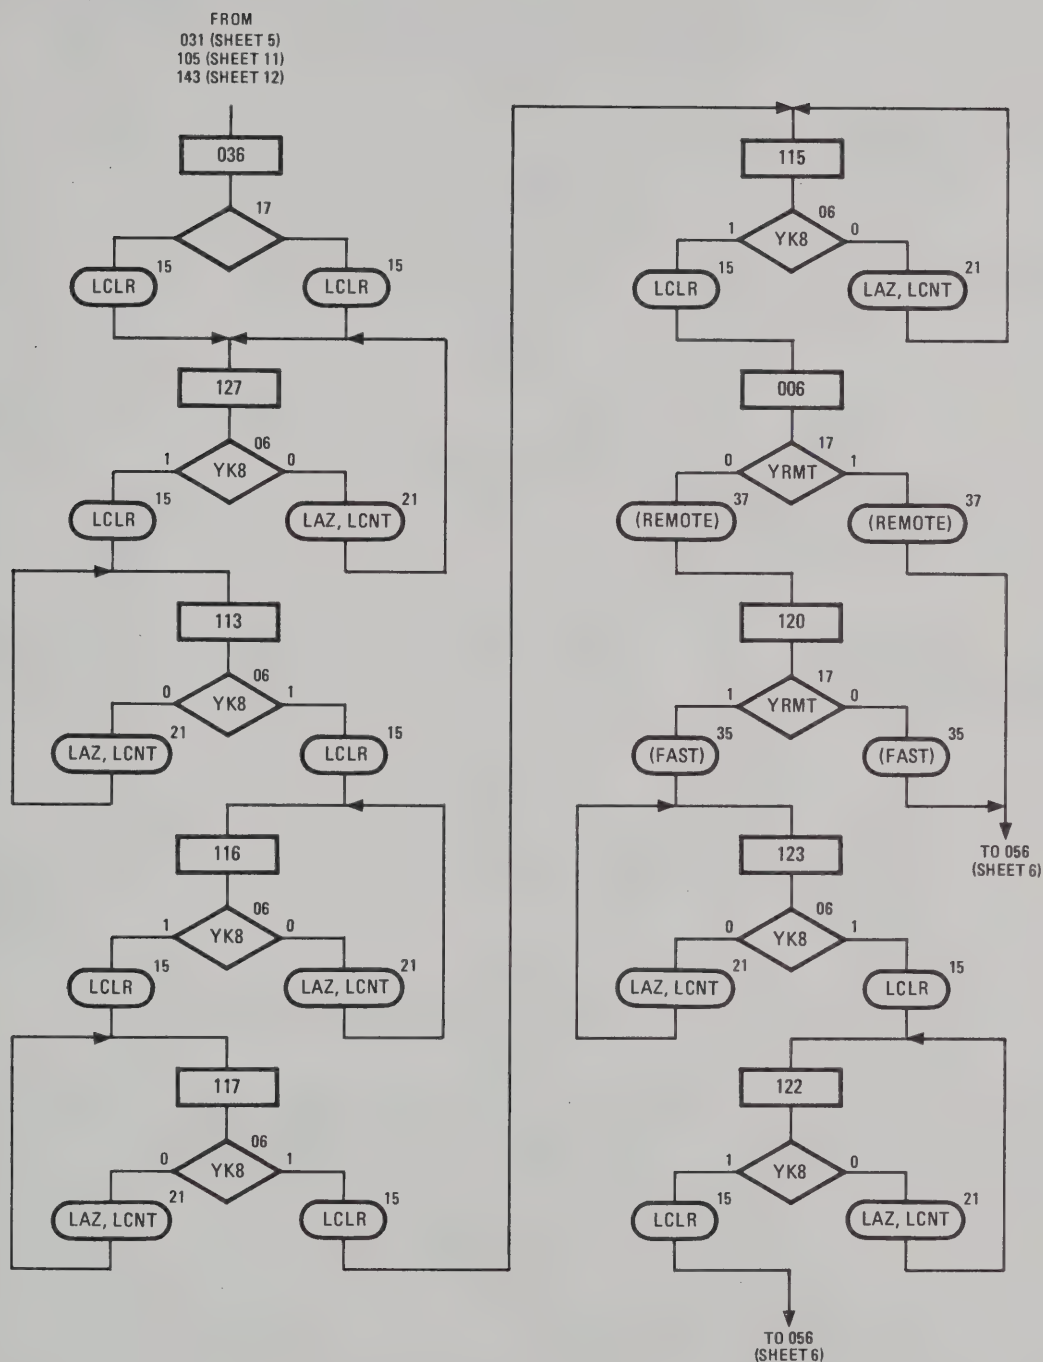 FROM
031 (SHEET 5)
105 (SHEET 11)
143 (SHEET 12)
036
17
15
LCLR
15
LCLR
127
06
1
YK8
0
15
LCLR
21
LAZ, LCNT
113
06
0
YK8
1
21
LAZ, LCNT
15
LCLR
116
06
1
YK8
0
15
LCLR
21
LAZ, LCNT
117
06
0
YK8
1
21
LAZ, LCNT
15
LCLR
115
06
1
YK8
0
15
LCLR
21
LAZ, LCNT
006
17
0
YRMT
1
37
(REMOTE)
37
(REMOTE)
120
17
1
YRMT
0
35
(FAST)
35
(FAST)
TO 056
(SHEET 6)
123
06
0
YK8
1
21
LAZ, LCNT
15
LCLR
122
1
YK8
0
15
LCLR
21
LAZ, LCNT
TO 056
(SHEET 6)